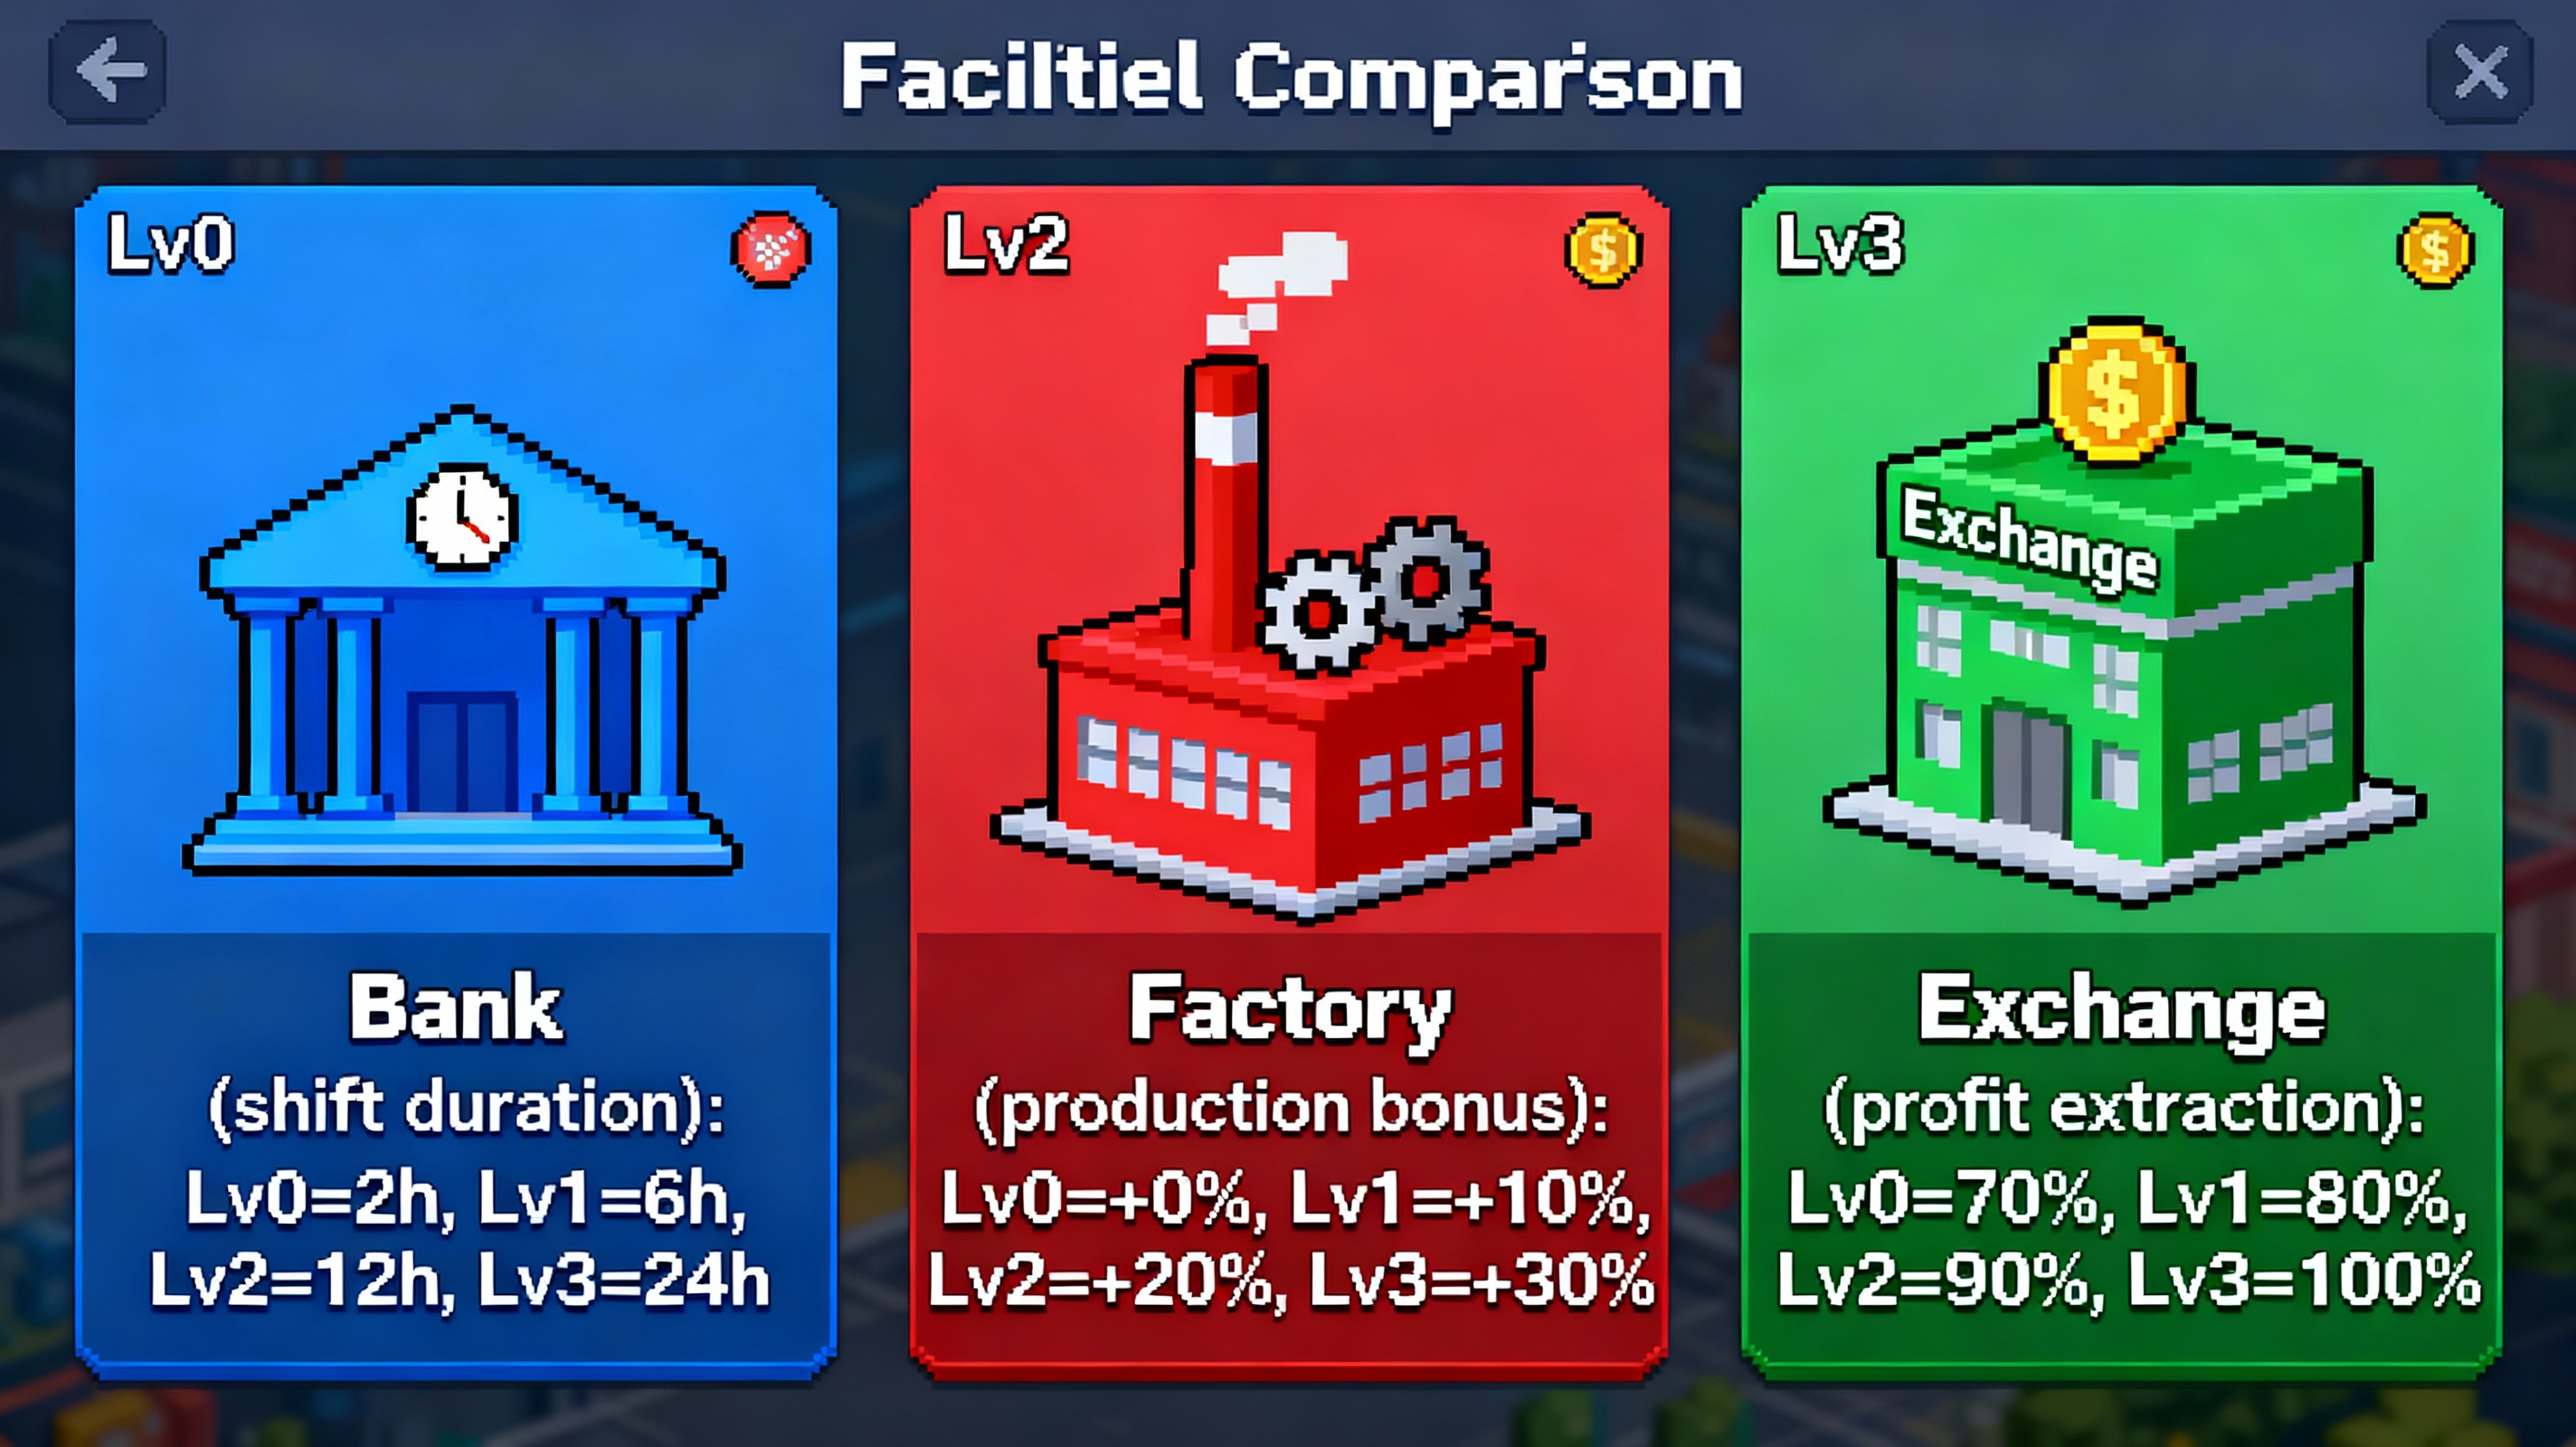 Faciltiel Comparson
Lv0
Lv2
$
Lv3
$
$
Exchange
Bank
(shift duration):
Lv0=2h, Lv1=6h,
Lv2=12h, Lv3=24h
Factory
(production bonus):
Lv0=+0%, Lv1=+10%,
Lv2=+20%, Lv3=+30%
Exchange
(profit extraction):
Lv0=70%, Lv1=80%,
Lv2=90%, Lv3=100%